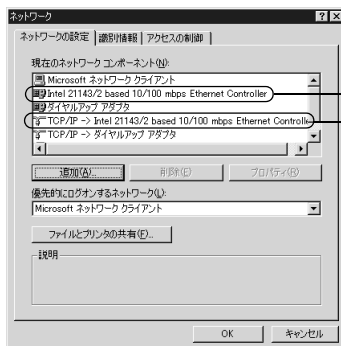 ネットワーク
ネットワークの設定 識別情報 アクセスの制御
現在のネットワーク コンポーネント(N):
Microsoft ネットワーク クライアント
Intel 21143/2 based 10/100 mbps Ethernet Controller
ダイヤルアップ アダプタ
TCP/IP -> Intel 21143/2 based 10/100 mbps Ethernet Controlle
TCP/IP -> ダイヤルアップ アダプタ
追加(A)... 削除(E) プロパティ(R)
優先的にログオンするネットワーク(L):
Microsoft ネットワーク クライアント
ファイルとプリンタの共有(F)...
説明
OK キャンセル